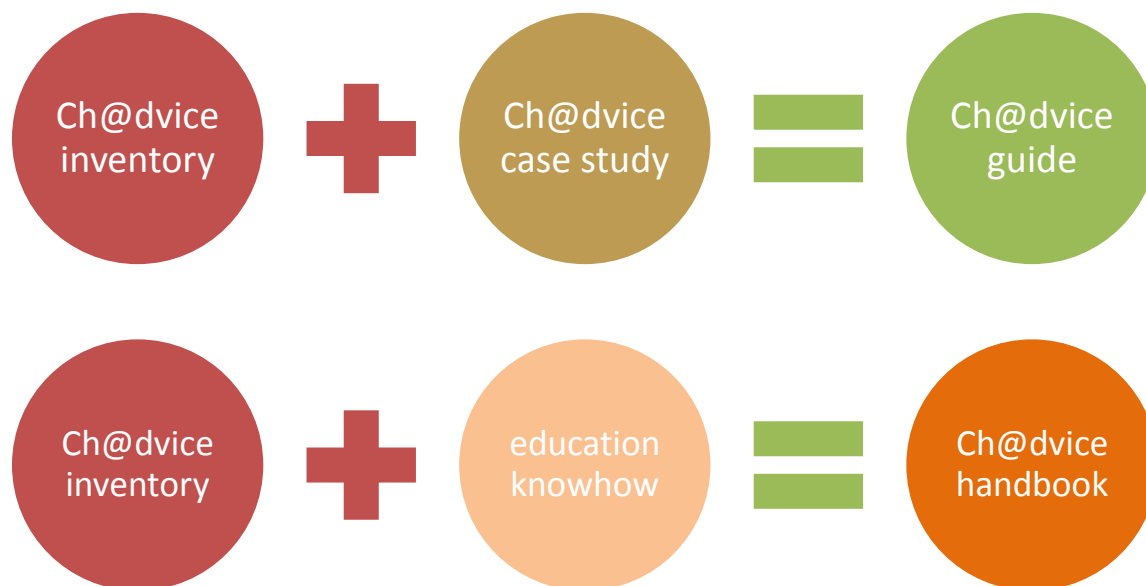 Ch@dvice
inventory
Ch@dvice
case study
Ch@dvice
guide
Ch@dvice
inventory
education
knowhow
Ch@dvice
handbook